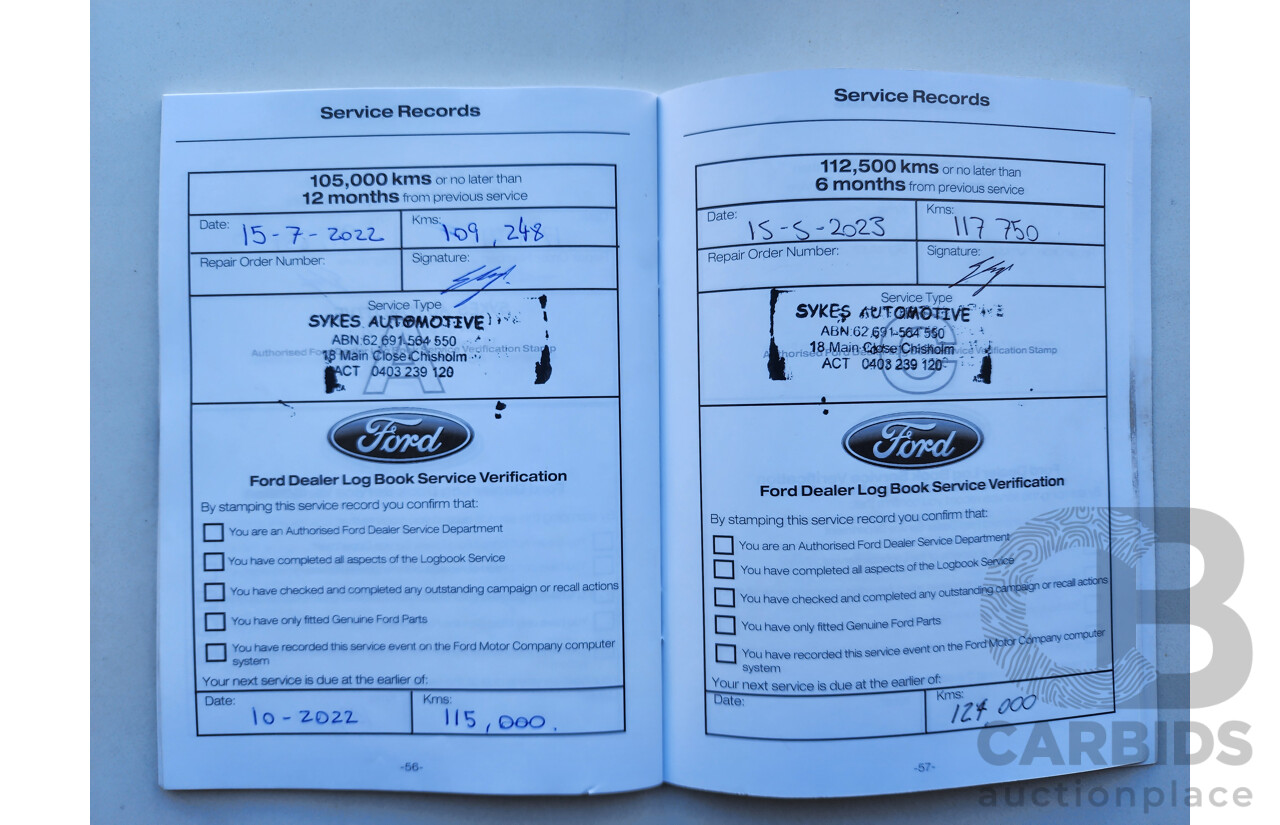 Service Records
105,000 kms or no later than
12 months from previous service
Date: 15-7-2022 Kms: 109,248
Repair Order Number: Signature:
Service Type
SYKES AUTOMOTIVE
ABN 62 691 564 550
18 Main Close Chisholm
ACT 0403 239 120
A
Ford
Ford Dealer Log Book Service Verification
By stamping this service record you confirm that:
You are an Authorised Ford Dealer Service Department
You have completed all aspects of the Logbook Service
You have checked and completed any outstanding campaign or recall actions
You have only fitted Genuine Ford Parts
You have recorded this service event on the Ford Motor Company computer
system
Your next service is due at the earlier of:
Date: 10-2022 Kms: 115,000.
-56-
Service Records
112,500 kms or no later than
6 months from previous service
Date: 15-5-2023 Kms: 117 750
Repair Order Number: Signature:
Service Type
SYKES AUTOMOTIVE
ABN 62 691 564 550
Authorised Ford Dealer Service Verification Stamp
18 Main Close Chisholm
ACT 0403 239 120
C
Ford
Ford Dealer Log Book Service Verification
By stamping this service record you confirm that:
You are an Authorised Ford Dealer Service Department
You have completed all aspects of the Logbook Service
You have checked and completed any outstanding campaign or recall actions
You have only fitted Genuine Ford Parts
You have recorded this service event on the Ford Motor Company computer
system
Your next service is due at the earlier of:
Date: Kms: 124,000
-57-
CB
CARBIDS
auctionplace